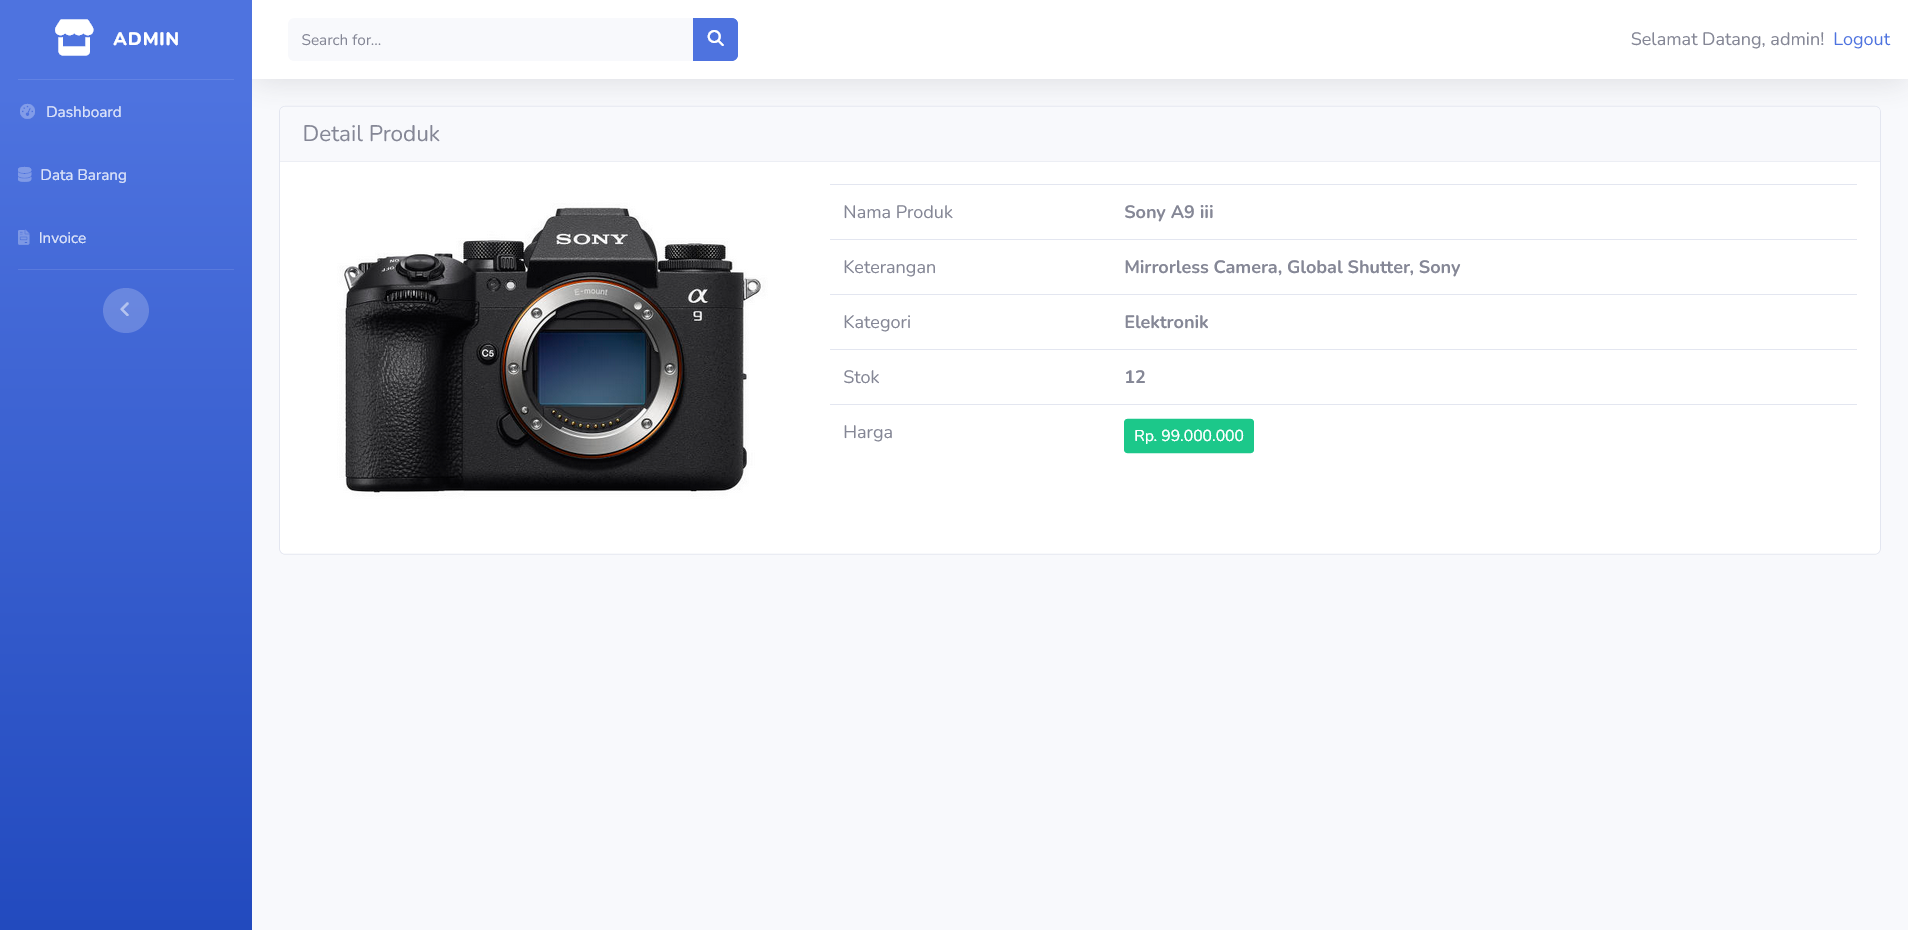 ADMIN
Search for...
Selamat Datang, admin! Logout
Dashboard
Data Barang
Invoice
Detail Produk
SONY
E-mount
α
9
C5
Nama Produk Sony A9 iii
Keterangan Mirrorless Camera, Global Shutter, Sony
Kategori Elektronik
Stok 12
Harga Rp. 99.000.000